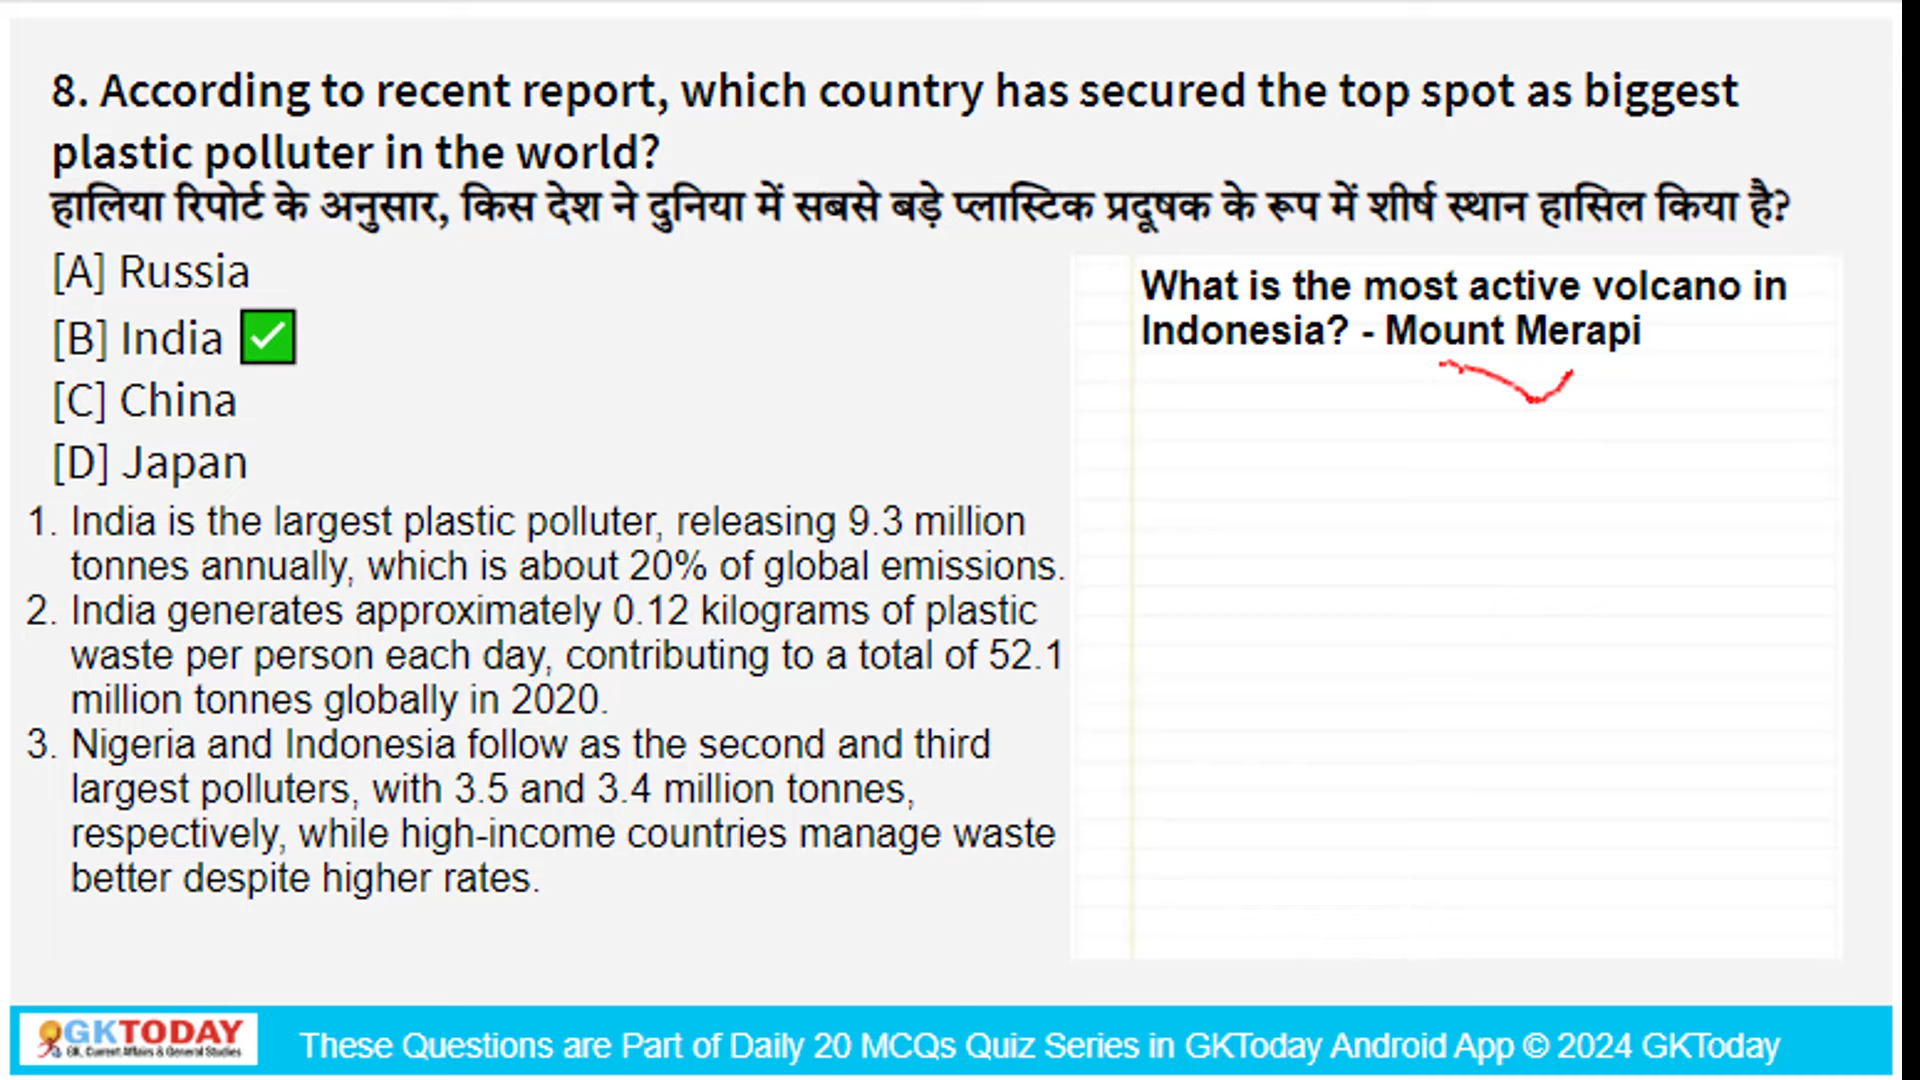 8. According to recent report, which country has secured the top spot as biggest
plastic polluter in the world?
हालिया रिपोर्ट के अनुसार, किस देश ने दुनिया में सबसे बड़े प्लास्टिक प्रदूषक के रूप में शीर्ष स्थान हासिल किया है?
[A] Russia
[B] India
[C] China
[D] Japan
1. India is the largest plastic polluter, releasing 9.3 million
tonnes annually, which is about 20% of global emissions.
2. India generates approximately 0.12 kilograms of plastic
waste per person each day, contributing to a total of 52.1
million tonnes globally in 2020.
3. Nigeria and Indonesia follow as the second and third
largest polluters, with 3.5 and 3.4 million tonnes,
respectively, while high-income countries manage waste
better despite higher rates.
What is the most active volcano in
Indonesia? - Mount Merapi
GKTODAY
GK, Current Affairs & General Studies
These Questions are Part of Daily 20 MCQs Quiz Series in GKToday Android App © 2024 GKToday